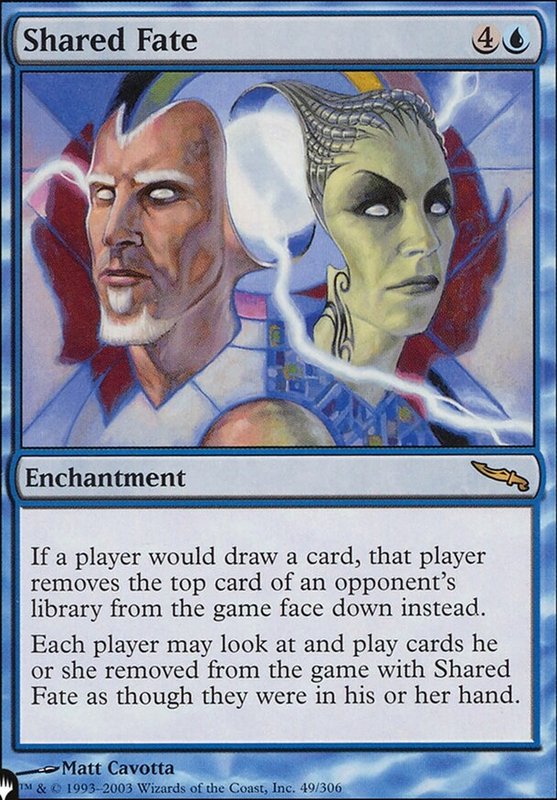 Shared Fate 4
Enchantment
If a player would draw a card, that player
removes the top card of an opponent's
library from the game face down instead.
Each player may look at and play cards he
or she removed from the game with Shared
Fate as though they were in his or her hand.
Matt Cavotta
™ & © 1993–2003 Wizards of the Coast, Inc. 49/306